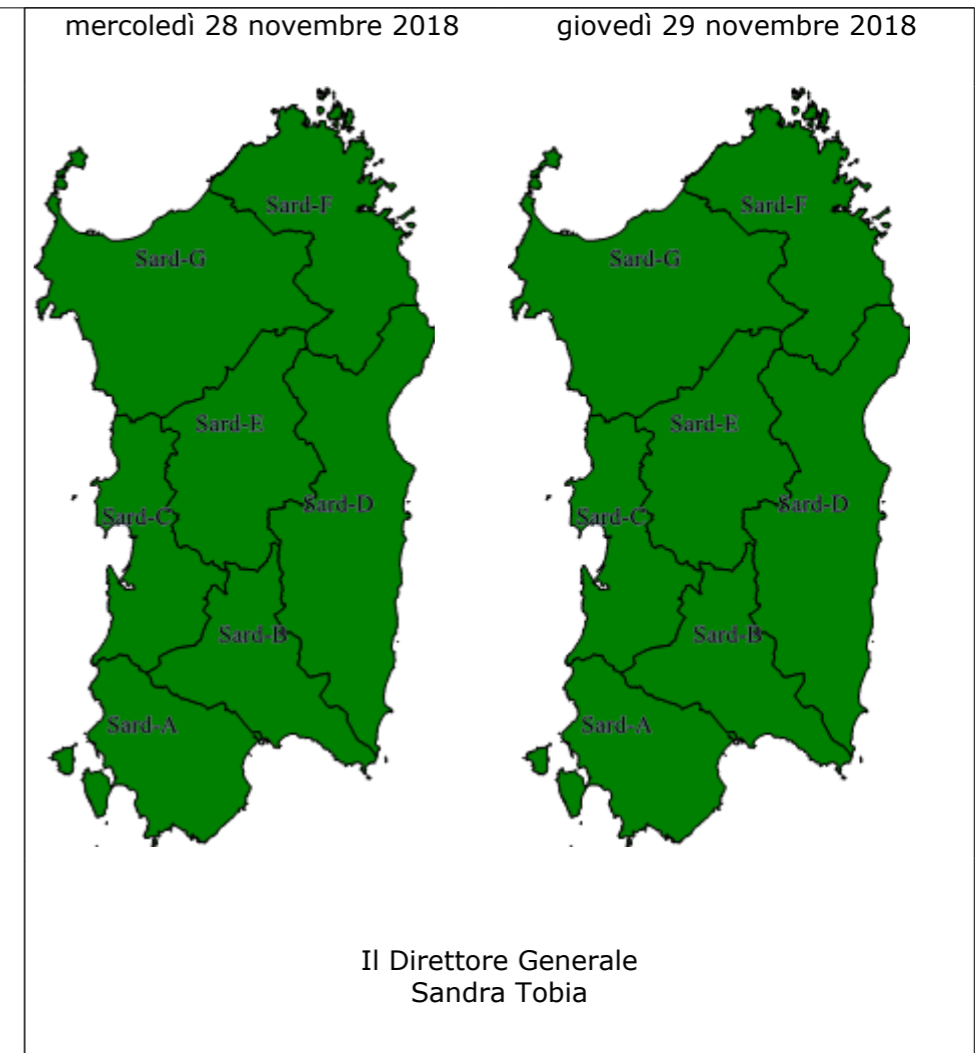 mercoledì 28 novembre 2018
giovedì 29 novembre 2018
Sard-F
Sard-G
Sard-E
Sard-D
Sard-C
Sard-B
Sard-A
Sard-F
Sard-G
Sard-E
Sard-D
Sard-C
Sard-B
Sard-A
Il Direttore Generale
Sandra Tobia